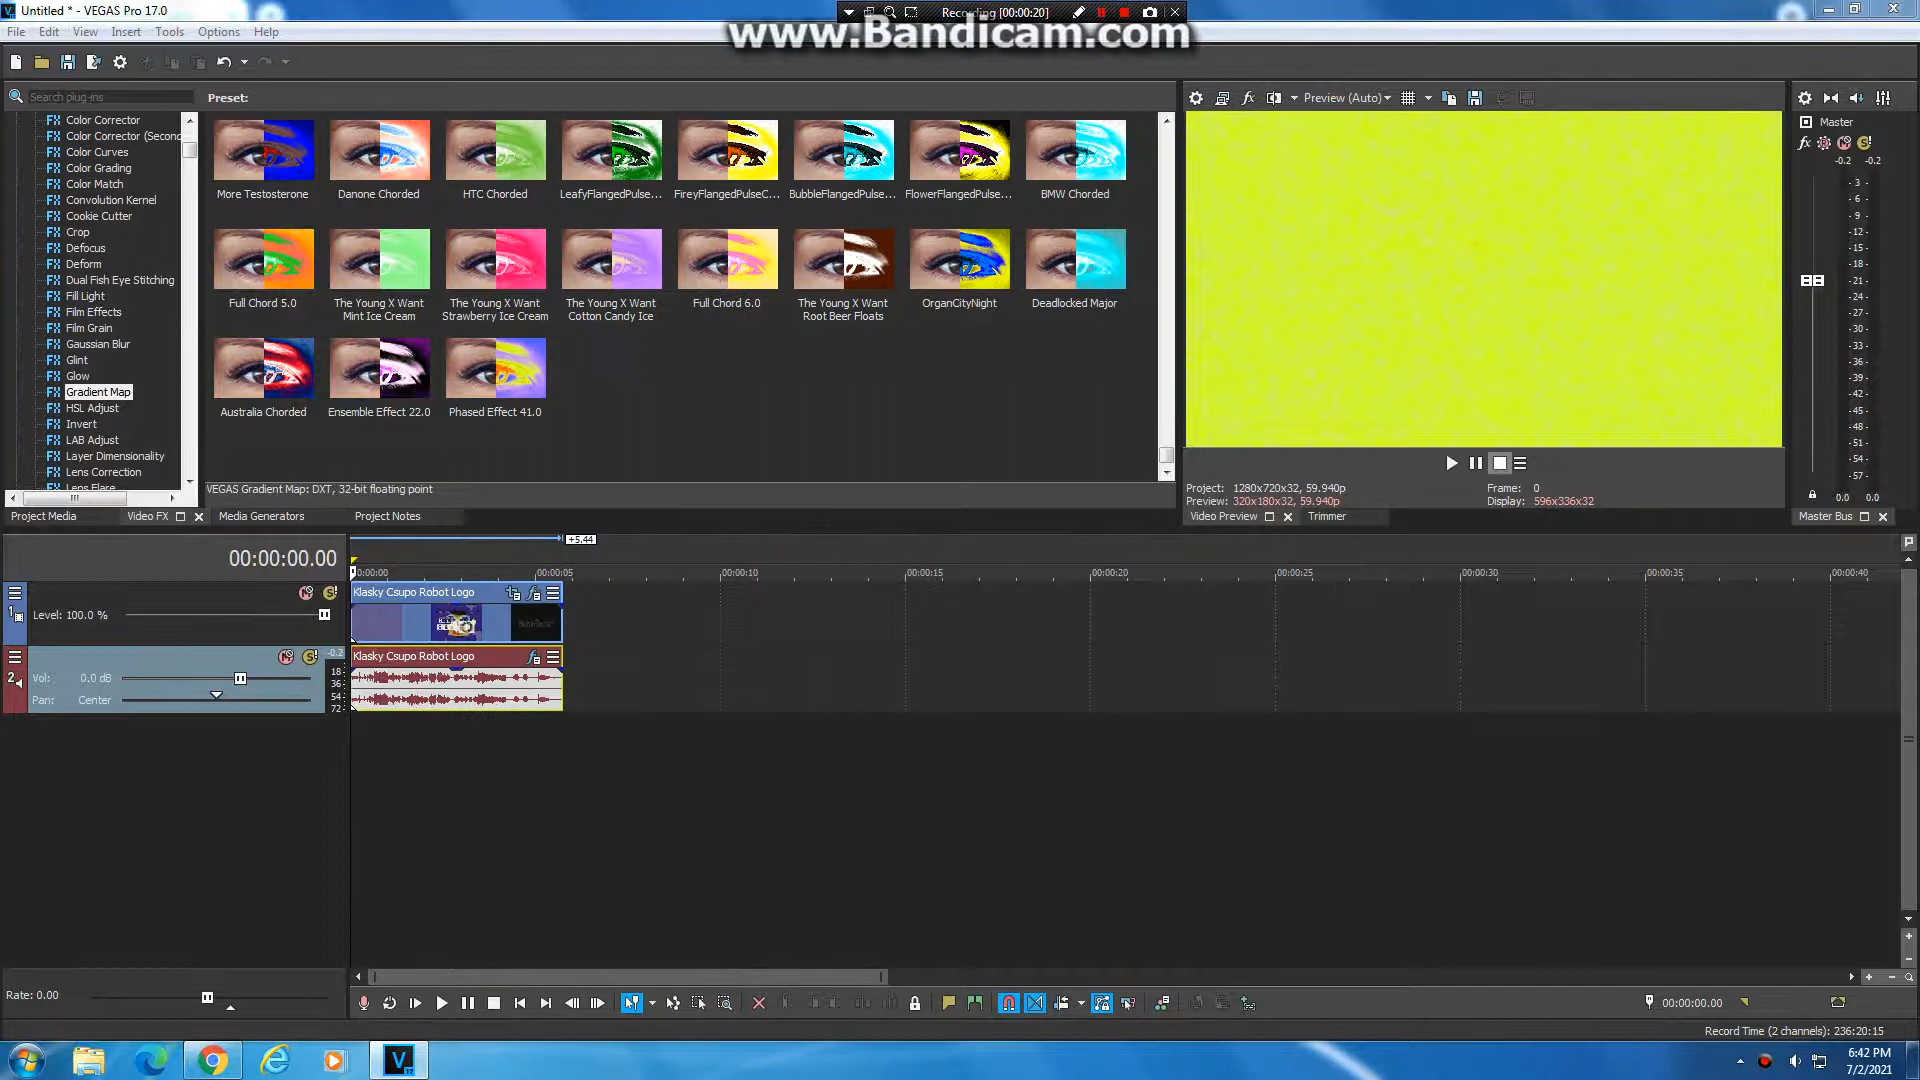 Untitled * - VEGAS Pro 17.0
Recording [00:00:20]
www.Bandicam.com
File Edit View Insert Tools Options Help
Search plug-ins
Preset:
Preview (Auto)
Color Corrector
Color Corrector (Second
Color Curves
Color Grading
Color Match
Convolution Kernel
Cookie Cutter
Crop
Defocus
Deform
Dual Fish Eye Stitching
Fill Light
Film Effects
Film Grain
Gaussian Blur
Glint
Glow
Gradient Map
HSL Adjust
Invert
LAB Adjust
Layer Dimensionality
Lens Correction
Lens Flare
More Testosterone
Danone Chorded
HTC Chorded
LeafyFlangedPulse...
FireyFlangedPulseC...
BubbleFlangedPulse...
FlowerFlangedPulse...
BMW Chorded
Full Chord 5.0
The Young X Want
Mint Ice Cream
The Young X Want
Strawberry Ice Cream
The Young X Want
Cotton Candy Ice
Full Chord 6.0
The Young X Want
Root Beer Floats
OrganCityNight
Deadlocked Major
Australia Chorded
Ensemble Effect 22.0
Phased Effect 41.0
VEGAS Gradient Map: DXT, 32-bit floating point
Project Media
Video FX
Media Generators
Project Notes
Project: 1280x720x32, 59.940p
Frame: 0
Preview: 320x180x32, 59.940p
Display: 596x336x32
Video Preview
Trimmer
Master
fx
-0.2 -0.2
- 3 -
- 6 -
- 9 -
- 12 -
- 15 -
- 18 -
- 21 -
- 24 -
- 27 -
- 30 -
- 33 -
- 36 -
- 39 -
- 42 -
- 45 -
- 48 -
- 51 -
- 54 -
- 57 -
0.0 0.0
Master Bus
00:00:00.00
+5.44
0:00:00
00:00:05
00:00:10
00:00:15
00:00:20
00:00:25
00:00:30
00:00:35
00:00:40
1
Level: 100.0 %
Klasky Csupo Robot Logo
2
-0.2
Vol: 0.0 dB
Pan: Center
18
36
54
72
Klasky Csupo Robot Logo
Rate: 0.00
00:00:00.00
Record Time (2 channels): 236:20:15
6:42 PM
7/2/2021